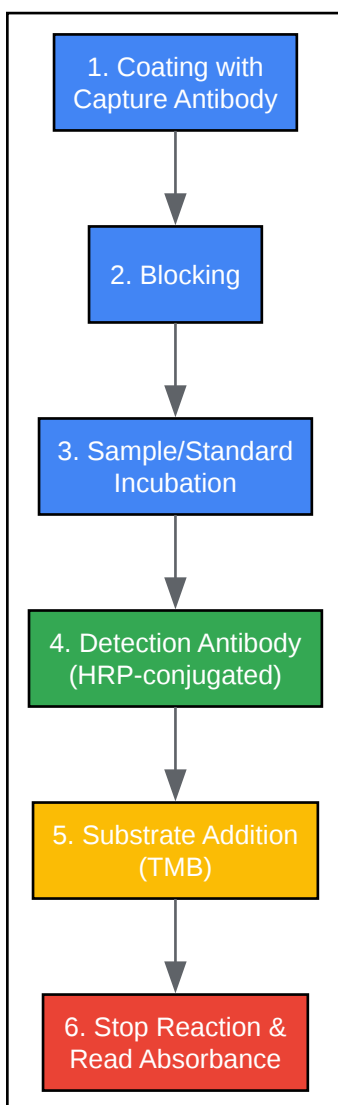 1. Coating with
Capture Antibody
2. Blocking
3. Sample/Standard
Incubation
4. Detection Antibody
(HRP-conjugated)
5. Substrate Addition
(TMB)
6. Stop Reaction &
Read Absorbance